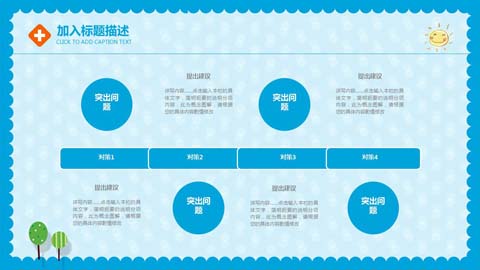 加入标题描述
CLICK TO ADD CAPTION TEXT
突出问
题
提出建议
详写内容……点击输入本栏的具
体文字，简明扼要的说明分项
内容，此为概念图解，请根据
您的具体内容酌情修改
突出问
题
提出建议
详写内容……点击输入本栏的具
体文字，简明扼要的说明分项
内容，此为概念图解，请根据
您的具体内容酌情修改
对策1
对策2
对策3
对策4
提出建议
详写内容……点击输入本栏的具
体文字，简明扼要的说明分项
内容，此为概念图解，请根据
您的具体内容酌情修改
突出问
题
提出建议
详写内容……点击输入本栏的具
体文字，简明扼要的说明分项
内容，此为概念图解，请根据
您的具体内容酌情修改
突出问
题